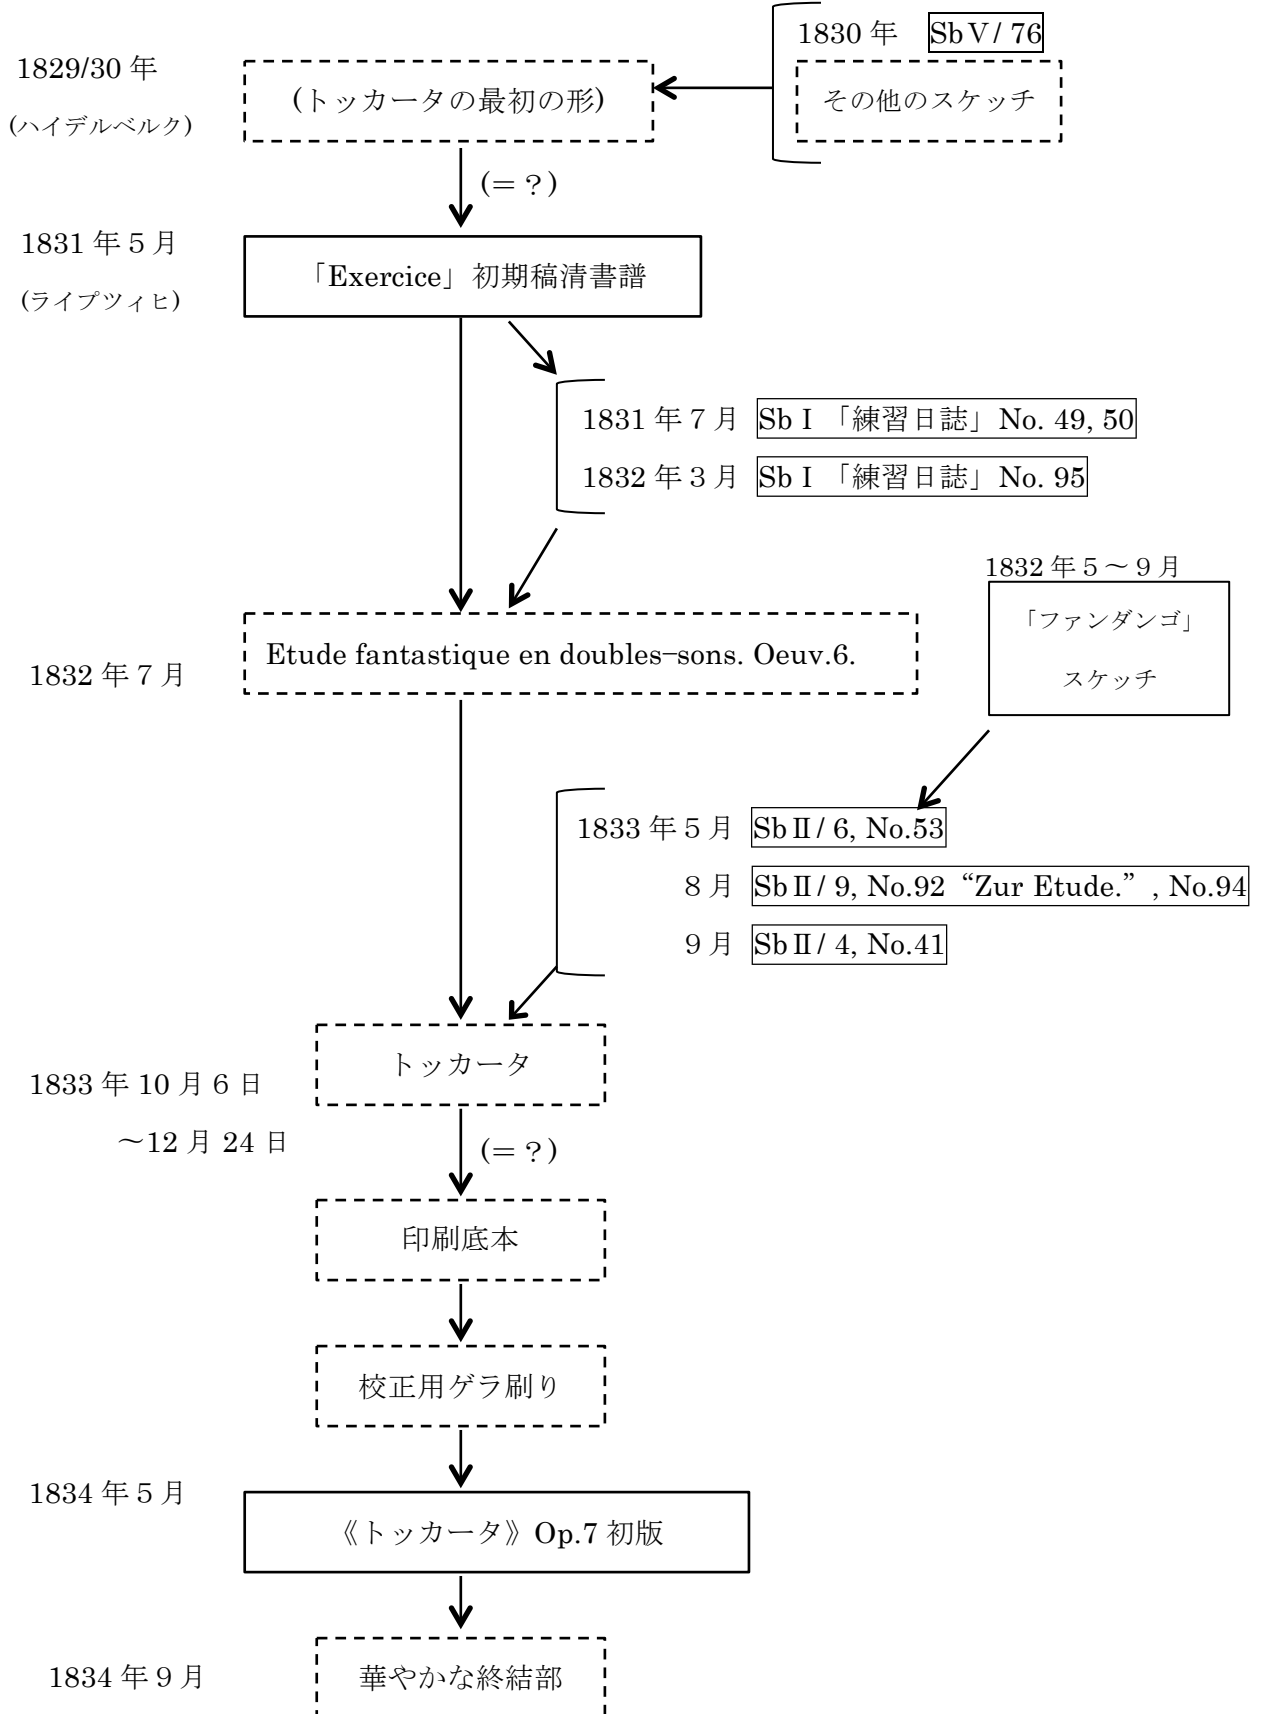 1830 年 SbⅤ/ 76
1829/30 年
(トッカータの最初の形)
その他のスケッチ
(ハイデルベルク)
(＝？)
1831 年５月
「Exercice」初期稿清書譜
(ライプツィヒ)
1831 年７月 SbⅠ「練習日誌」No. 49, 50
1832 年３月 SbⅠ「練習日誌」No. 95
1832 年５～９月
「ファンダンゴ」
スケッチ
Etude fantastique en doubles−sons. Oeuv.6.
1832 年７月
1833 年５月 SbⅡ/ 6, No.53
８月 SbⅡ/ 9, No.92 “Zur Etude.” , No.94
９月 SbⅡ/ 4, No.41
トッカータ
1833 年 10 月６日
～12 月 24 日
(＝？)
印刷底本
校正用ゲラ刷り
1834 年５月
《トッカータ》Op.7 初版
1834 年９月
華やかな終結部